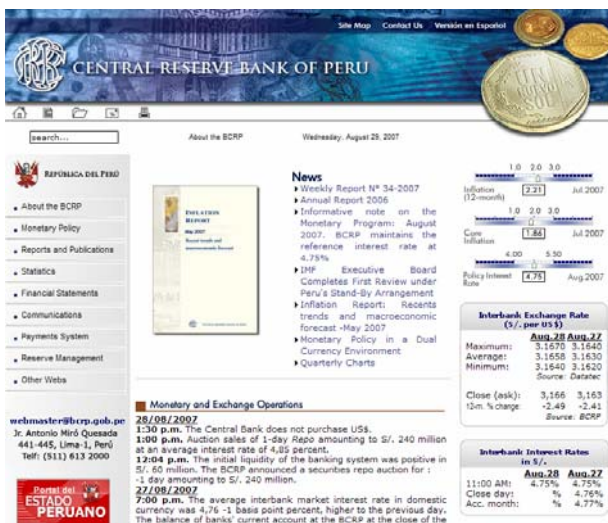 Site Map Contact Us Versión en Español
CENTRAL RESERVE BANK OF PERU
search...
About the BCRP
Wednesday, August 29, 2007
REPÚBLICA DEL PERÚ
About the BCRP
Monetary Policy
Reports and Publications
Statistics
Financial Statements
Communications
Payments System
Reserve Management
Other Webs
webmaster@bcrp.gob.pe
Jr. Antonio Miró Quesada
441-445, Lima-1, Perú
Telf: (511) 613 2000
Portal del
ESTADO
PERUANO
INFLATION
REPORT
May 2007
Recent trends and
macroeconomic forecast
CENTRAL RESERVE BANK OF PERU
News
Weekly Report Nº 34-2007
Annual Report 2006
Informative note on the
Monetary Program: August
2007. BCRP maintains the
reference interest rate at
4.75%
IMF Executive Board
Completes First Review under
Peru's Stand-By Arrangement
Inflation Report: Recents
trends and macroeconomic
forecast -May 2007
Monetary Policy in a Dual
Currency Environment
Quarterly Charts
Monetary and Exchange Operations
28/08/2007
1:30 p.m. The Central Bank does not purchase US$.
1:00 p.m. Auction sales of 1-day Repo amounting to S/. 240 million
at an average interest rate of 4,85 percent.
12:04 p.m. The initial liquidity of the banking system was positive in
S/. 60 million. The BCRP announced a securities repo auction for :
-1 day amounting to S/. 240 million.
27/08/2007
7:00 p.m. The average interbank market interest rate in domestic
currency was 4,76 -1 basis point percent, higher to the previous day.
The balance of banks' current account at the BCRP at the close of the
1.0 2.0 3.0
Inflation
(12-month)
2.21
Jul.2007
1.0 2.0 3.0
Core
Inflation
1.86
Jul.2007
4.00 5.50
Policy Interest
Rate
4.75
Aug.2007
Interbank Exchange Rate
(S/. per US$)
Aug.28 Aug.27
Maximum: 3.1670 3.1640
Average: 3.1658 3.1630
Minimum: 3.1640 3.1620
Source: Datatec
Close (ask): 3,166 3,163
12m. % change: -2.49 -2.41
Source: BCRP
Interbank Interest Rates
in S/.
Aug.28 Aug.27
11:00 AM: 4.75% 4.75%
Close day: % 4.76%
Acc. month: % 4.77%